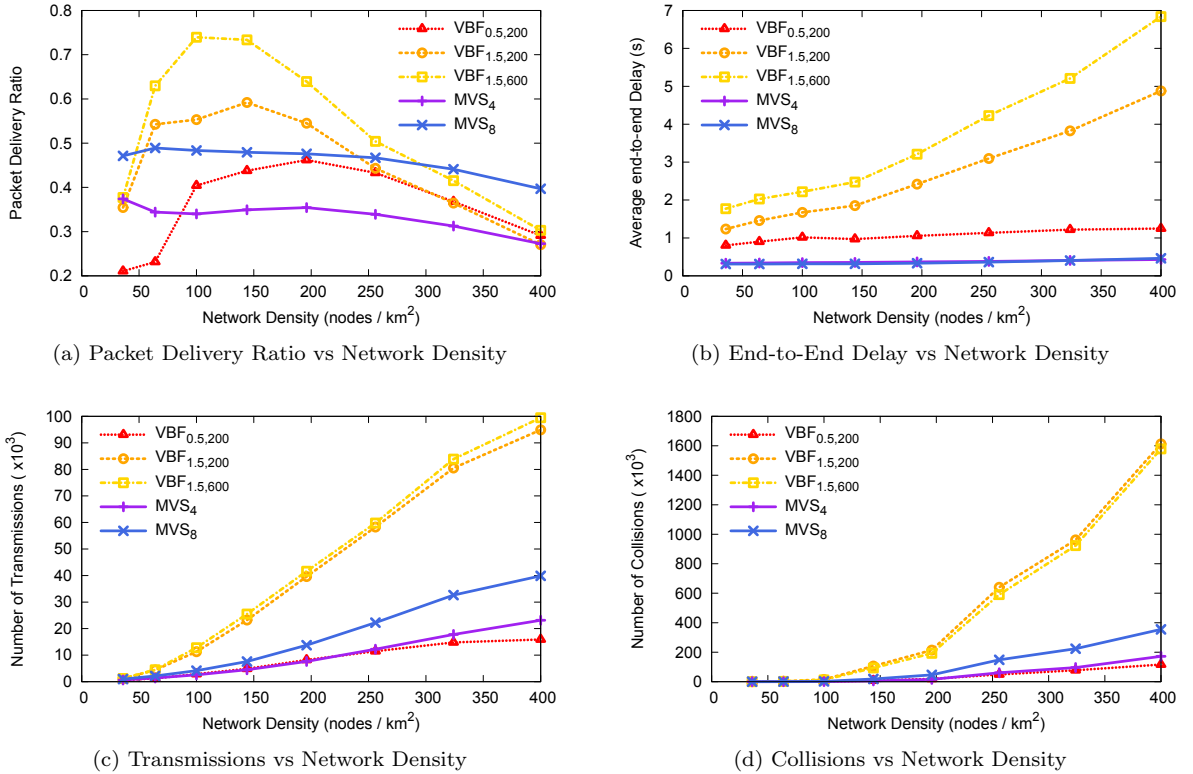 0.8
0.7
0.6
0.5
0.4
0.3
0.2
0 50 100 150 200 250 300 350 400
Packet Delivery Ratio
Network Density (nodes / km2)
VBF0.5,200
VBF1.5,200
VBF1.5,600
MVS4
MVS8
(a) Packet Delivery Ratio vs Network Density
7
6
5
4
3
2
1
0
0 50 100 150 200 250 300 350 400
Average end-to-end Delay (s)
Network Density (nodes / km2)
VBF0.5,200
VBF1.5,200
VBF1.5,600
MVS4
MVS8
(b) End-to-End Delay vs Network Density
100
90
80
70
60
50
40
30
20
10
0
0 50 100 150 200 250 300 350 400
Number of Transmissions (x103)
Network Density (nodes / km2)
VBF0.5,200
VBF1.5,200
VBF1.5,600
MVS4
MVS8
(c) Transmissions vs Network Density
1800
1600
1400
1200
1000
800
600
400
200
0
0 50 100 150 200 250 300 350 400
Number of Collisions ( x103)
Network Density (nodes / km2)
VBF0.5,200
VBF1.5,200
VBF1.5,600
MVS4
MVS8
(d) Collisions vs Network Density